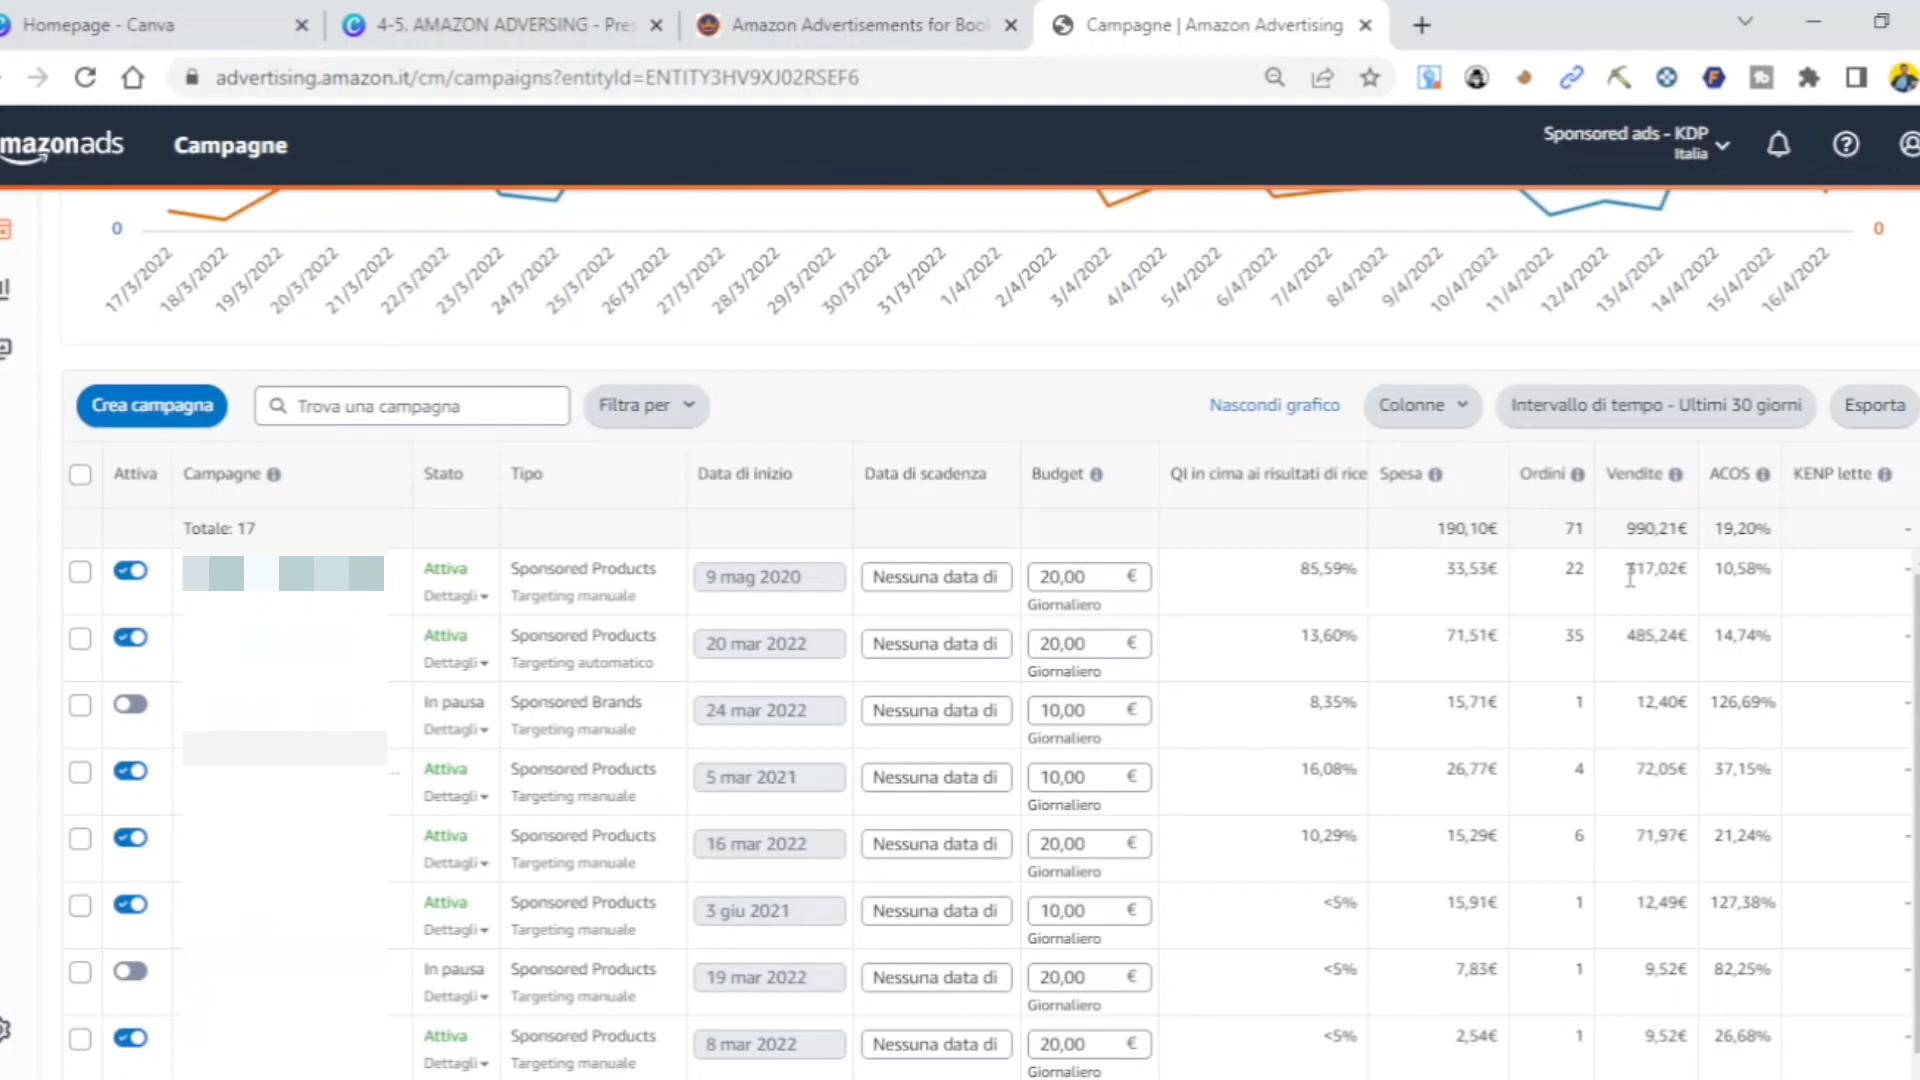 Homepage - Canva
4-5. AMAZON ADVERSING - Pre
Amazon Advertisements for Boo
Campagne | Amazon Advertising
advertising.amazon.it/cm/campaigns?entityId=ENTITY3HV9XJ02RSEF6
mazonads
Campagne
Sponsored ads - KDP
Italia
0
0
17/3/2022 18/3/2022 19/3/2022 20/3/2022 21/3/2022 22/3/2022 23/3/2022 24/3/2022 25/3/2022 26/3/2022 27/3/2022 28/3/2022 29/3/2022 30/3/2022 31/3/2022 1/4/2022 2/4/2022 3/4/2022 4/4/2022 5/4/2022 6/4/2022 7/4/2022 8/4/2022 9/4/2022 10/4/2022 11/4/2022 12/4/2022 13/4/2022 14/4/2022 15/4/2022 16/4/2022
Crea campagna Trova una campagna Filtra per Nascondi grafico Colonne Intervallo di tempo - Ultimi 30 giorni Esporta
Attiva Campagne Stato Tipo Data di inizio Data di scadenza Budget QI in cima ai risultati di rice Spesa Ordini Vendite ACOS KENP lette
Totale: 17 190,10€ 71 990,21€ 19,20% -
Attiva Sponsored Products 9 mag 2020 Nessuna data di 20,00 € 85,59% 33,53€ 22 317,02€ 10,58% -
Dettagli Targeting manuale Giornaliero
Attiva Sponsored Products 20 mar 2022 Nessuna data di 20,00 € 13,60% 71,51€ 35 485,24€ 14,74% -
Dettagli Targeting automatico Giornaliero
In pausa Sponsored Brands 24 mar 2022 Nessuna data di 10,00 € 8,35% 15,71€ 1 12,40€ 126,69% -
Dettagli Targeting manuale Giornaliero
... Attiva Sponsored Products 5 mar 2021 Nessuna data di 10,00 € 16,08% 26,77€ 4 72,05€ 37,15% -
Dettagli Targeting manuale Giornaliero
Attiva Sponsored Products 16 mar 2022 Nessuna data di 20,00 € 10,29% 15,29€ 6 71,97€ 21,24% -
Dettagli Targeting manuale Giornaliero
Attiva Sponsored Products 3 giu 2021 Nessuna data di 10,00 € <5% 15,91€ 1 12,49€ 127,38% -
Dettagli Targeting manuale Giornaliero
In pausa Sponsored Products 19 mar 2022 Nessuna data di 20,00 € <5% 7,83€ 1 9,52€ 82,25% -
Dettagli Targeting manuale Giornaliero
Attiva Sponsored Products 8 mar 2022 Nessuna data di 20,00 € <5% 2,54€ 1 9,52€ 26,68% -
Dettagli Targeting manuale Giornaliero